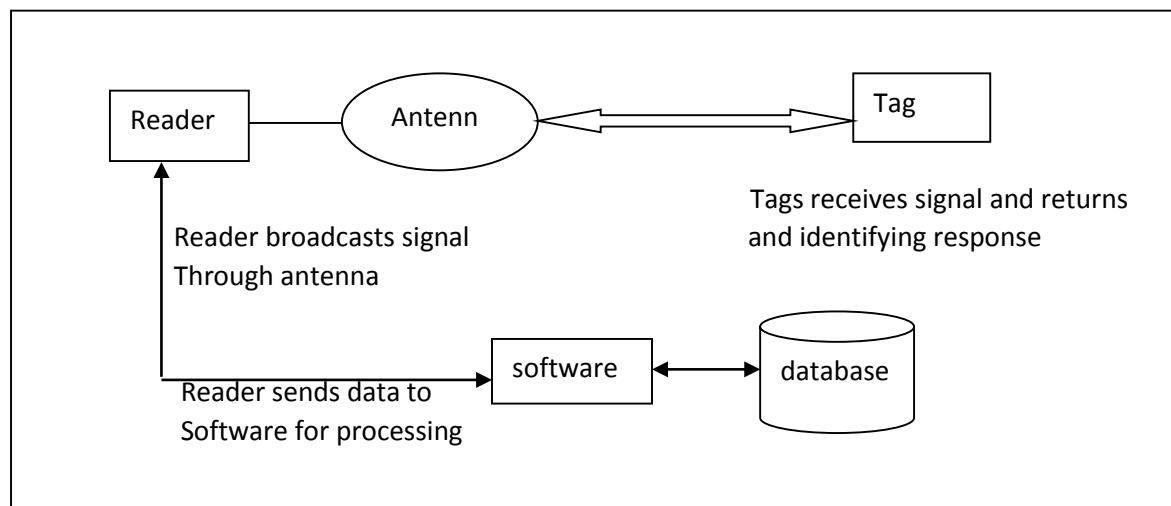 Reader
Antenn
Tag
Tags receives signal and returns
and identifying response
Reader broadcasts signal
Through antenna
software
database
Reader sends data to
Software for processing